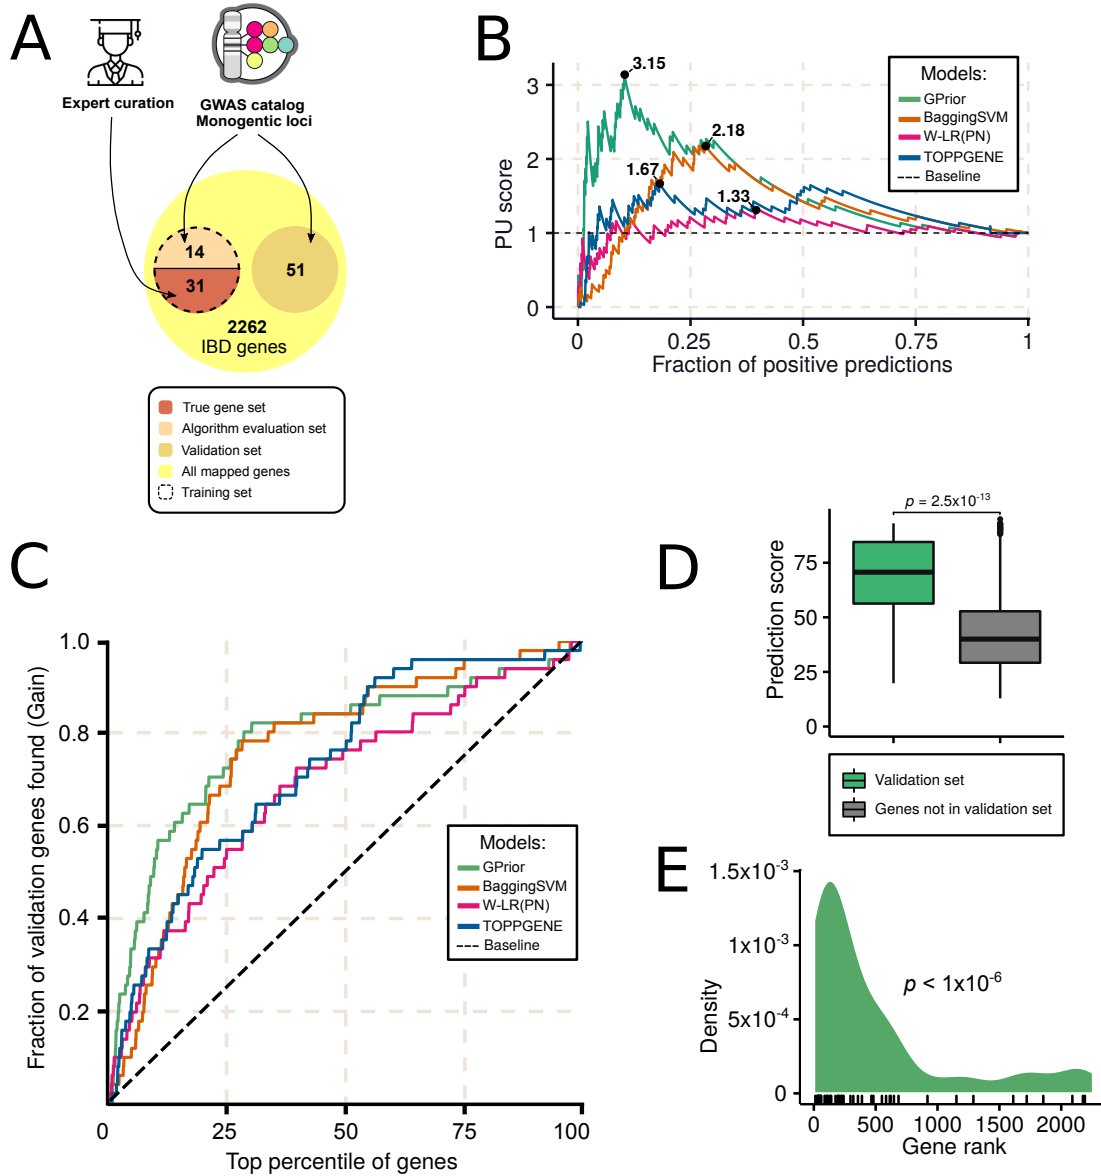 A
Expert curation
GWAS catalog
Monogentic loci
14
31
51
2262
IBD genes
True gene set
Algorithm evaluation set
Validation set
All mapped genes
Training set
B
PU score
3
2
1
0
3.15
2.18
1.67
1.33
Models:
GPrior
BaggingSVM
W-LR(PN)
TOPPGENE
Baseline
0 0.25 0.5 0.75 1
Fraction of positive predictions
C
Fraction of validation genes found (Gain)
1.0
0.8
0.6
0.4
0.2
Models:
GPrior
BaggingSVM
W-LR(PN)
TOPPGENE
Baseline
0 25 50 75 100
Top percentile of genes
D
p = 2.5x10⁻¹³
Prediction score
75
50
25
0
Validation set
Genes not in validation set
E
Density
1.5x10⁻³
1x10⁻³
5x10⁻⁴
0
p < 1x10⁻⁶
0 500 1000 1500 2000
Gene rank